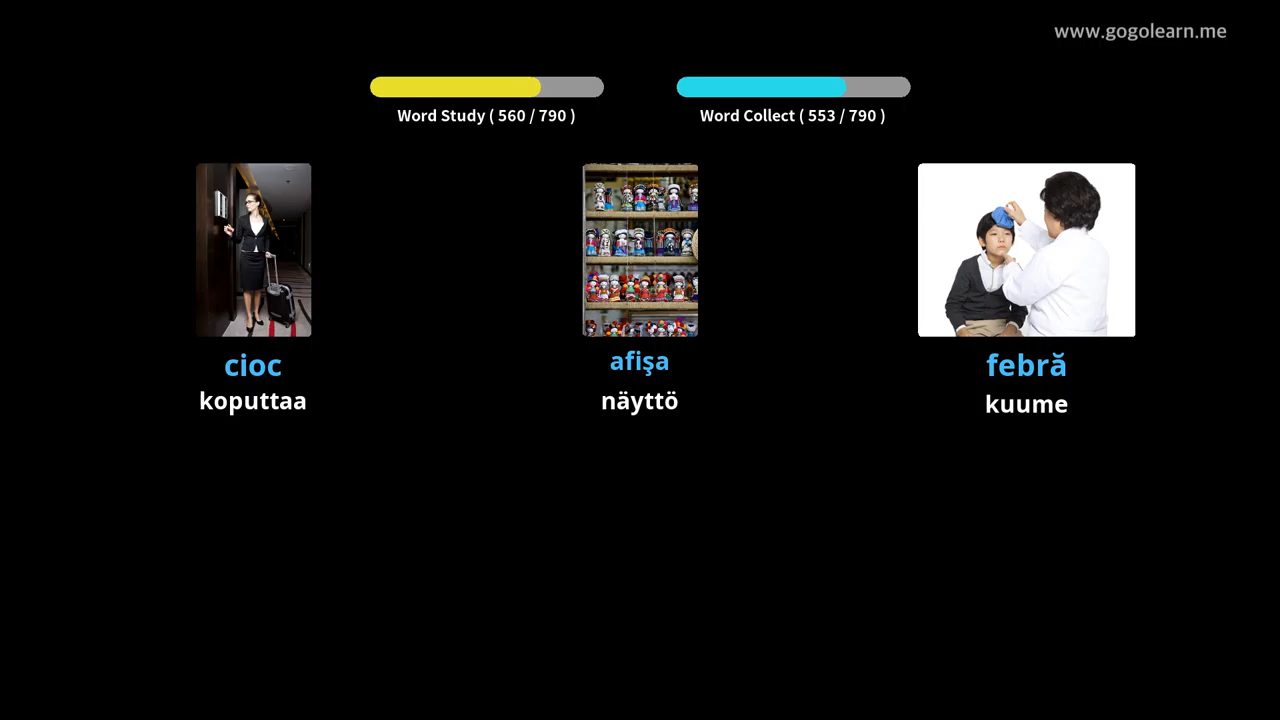 www.gogolearn.me
Word Study ( 560 / 790 )
Word Collect ( 553 / 790 )
cioc
koputtaa
afişa
näyttö
febră
kuume